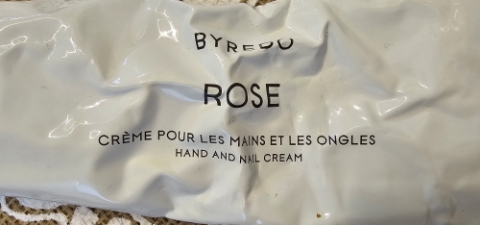 BYREDO
ROSE
CRÈME POUR LES MAINS ET LES ONGLES
HAND AND NAIL CREAM